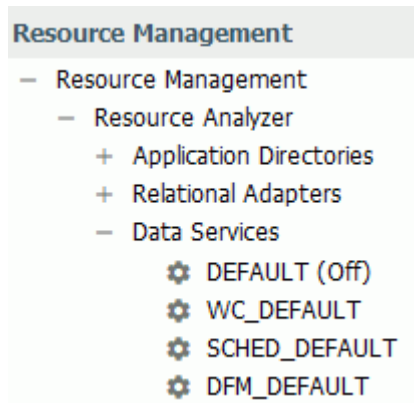 Resource Management
Resource Management
Resource Analyzer
Application Directories
Relational Adapters
Data Services
DEFAULT (Off)
WC_DEFAULT
SCHED_DEFAULT
DFM_DEFAULT